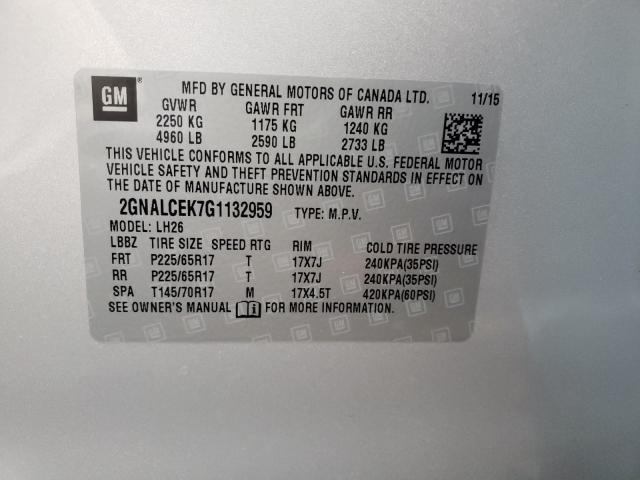 GM ®
MFD BY GENERAL MOTORS OF CANADA LTD. 11/15
GVWR GAWR FRT GAWR RR
2250 KG 1175 KG 1240 KG
4960 LB 2590 LB 2733 LB
THIS VEHICLE CONFORMS TO ALL APPLICABLE U.S. FEDERAL MOTOR
VEHICLE SAFETY AND THEFT PREVENTION STANDARDS IN EFFECT ON
THE DATE OF MANUFACTURE SHOWN ABOVE.
2GNALCEK7G1132959 TYPE: M.P.V.
MODEL: LH26
LBBZ TIRE SIZE SPEED RTG RIM COLD TIRE PRESSURE
FRT P225/65R17 T 17X7J 240KPA(35PSI)
RR P225/65R17 T 17X7J 240KPA(35PSI)
SPA T145/70R17 M 17X4.5T 420KPA(60PSI)
SEE OWNER'S MANUAL i FOR MORE INFORMATION.